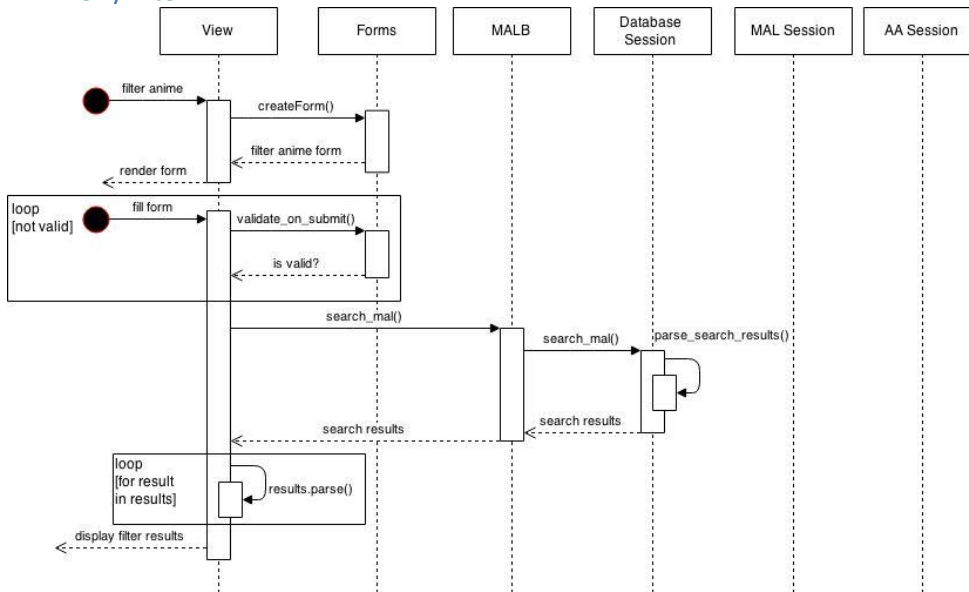 View
Forms
MALB
Database
Session
MAL Session
AA Session
filter anime
createForm()
filter anime form
render form
loop
[not valid]
fill form
validate_on_submit()
is valid?
search_mal()
search_mal()
parse_search_results()
search results
search results
loop
[for result
in results]
results.parse()
display filter results